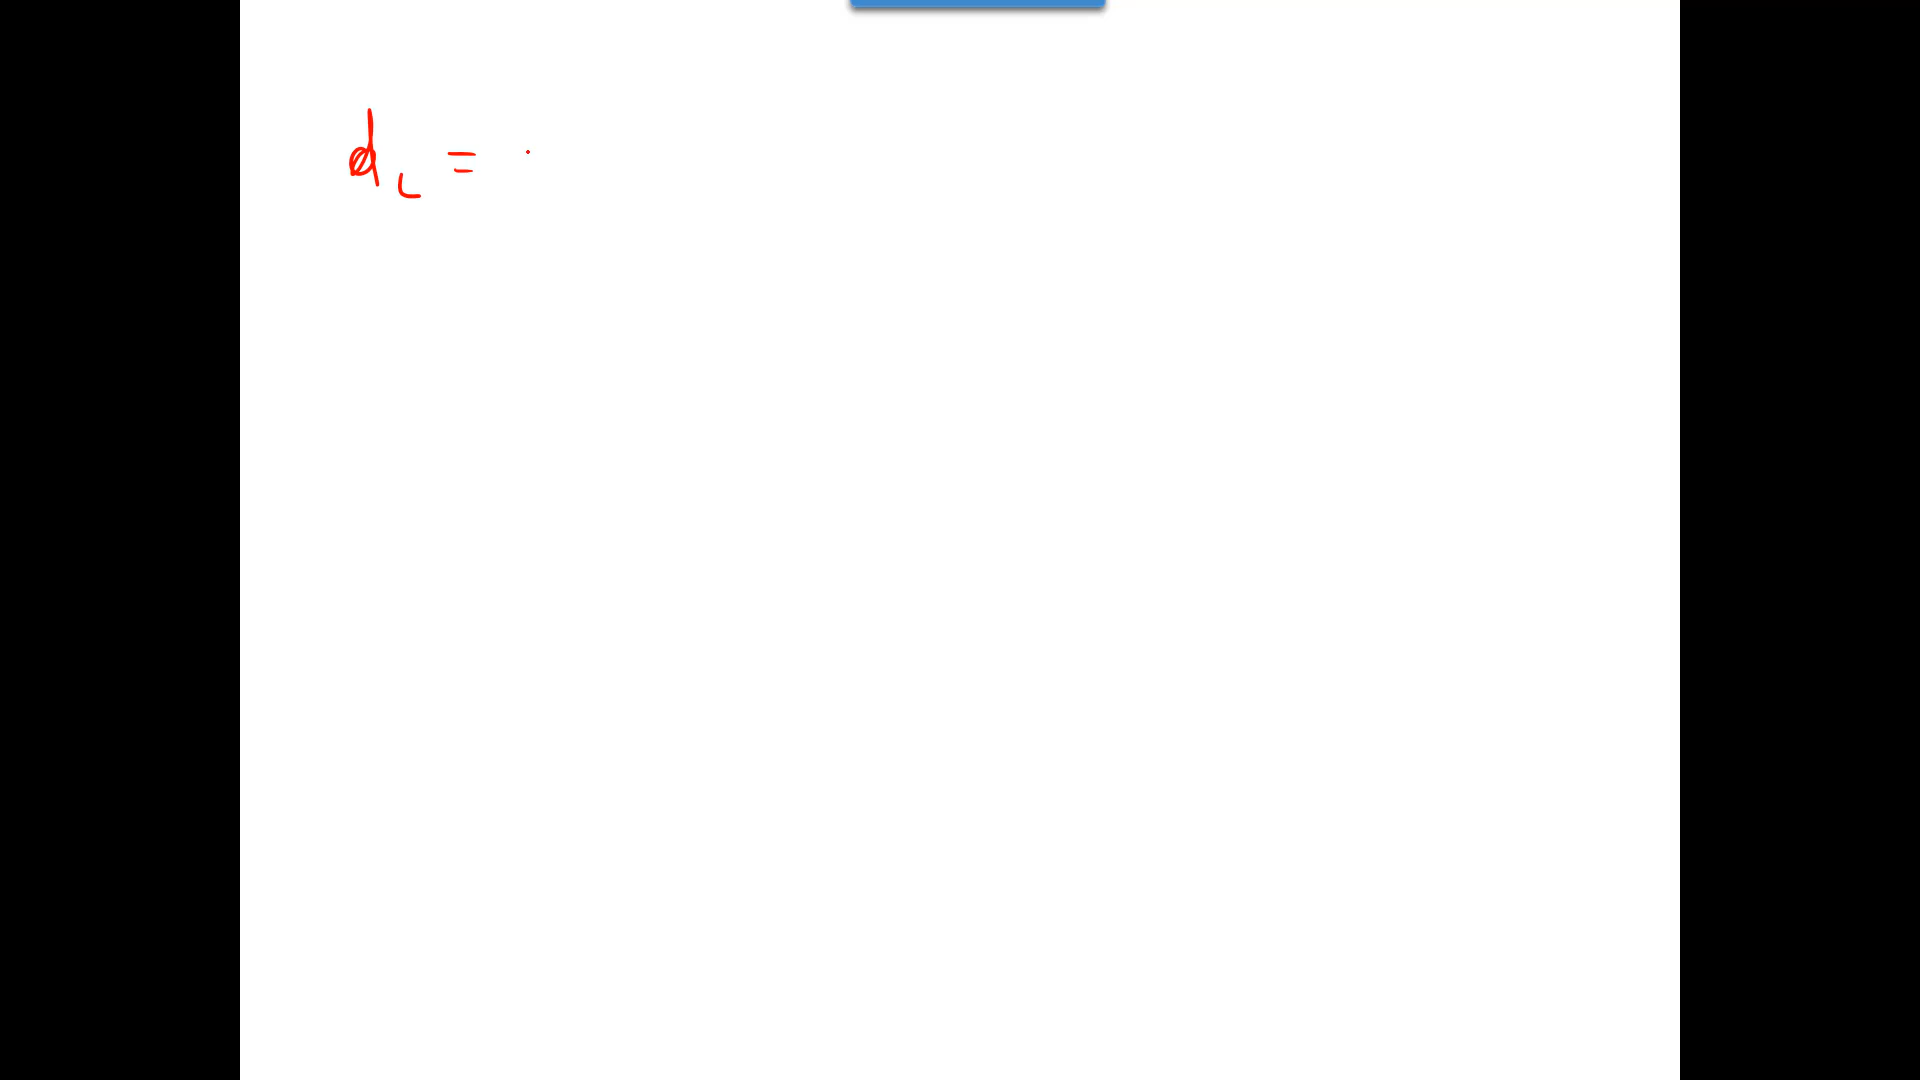 d_L =